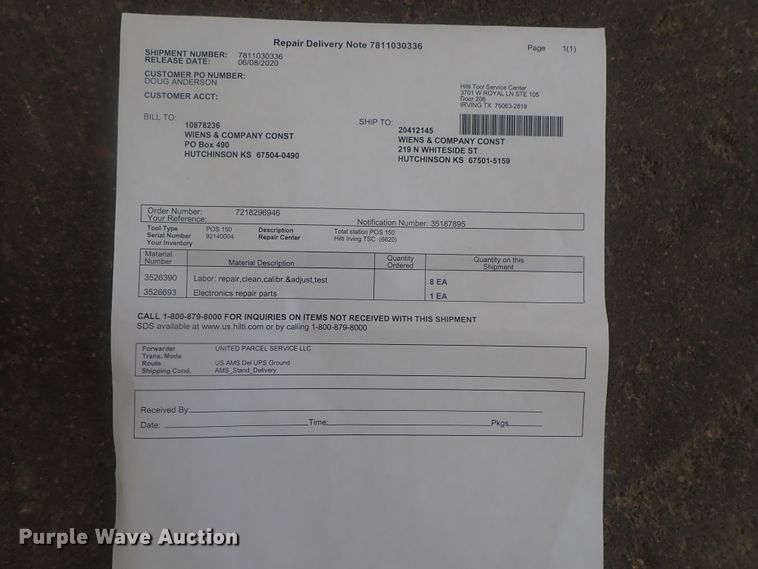 Repair Delivery Note 7811030336
Page 1(1)
SHIPMENT NUMBER: 7811030336
RELEASE DATE: 06/08/2020
CUSTOMER PO NUMBER:
DOUG ANDERSON
CUSTOMER ACCT:
Hilti Tool Service Center
3701 W ROYAL LN STE 105
Door 206
IRVING TX 75063-2819
BILL TO:
10878236
WIENS & COMPANY CONST
PO Box 490
HUTCHINSON KS 67504-0490
SHIP TO:
20412145
WIENS & COMPANY CONST
219 N WHITESIDE ST
HUTCHINSON KS 67501-5159
Order Number: 7218296946
Your Reference: Notification Number: 35187895
Tool Type POS 150 Description Total station POS 150
Serial Number 92140004 Repair Center Hilti Irving TSC (6620)
Your Inventory
Material Number Material Description Quantity Ordered Quantity on this Shipment
3526390 Labor: repair,clean,calibr.&adjust,test 8 EA
3526693 Electronics repair parts 1 EA
CALL 1-800-879-8000 FOR INQUIRIES ON ITEMS NOT RECEIVED WITH THIS SHIPMENT
SDS available at www.us.hilti.com or by calling 1-800-879-8000
Forwarder UNITED PARCEL SERVICE LLC
Trans. Mode
Route US AMS Del UPS Ground
Shipping Cond. AMS_Stand_Delivery
Received By:
Date: Time: Pkgs
Purple Wave Auction